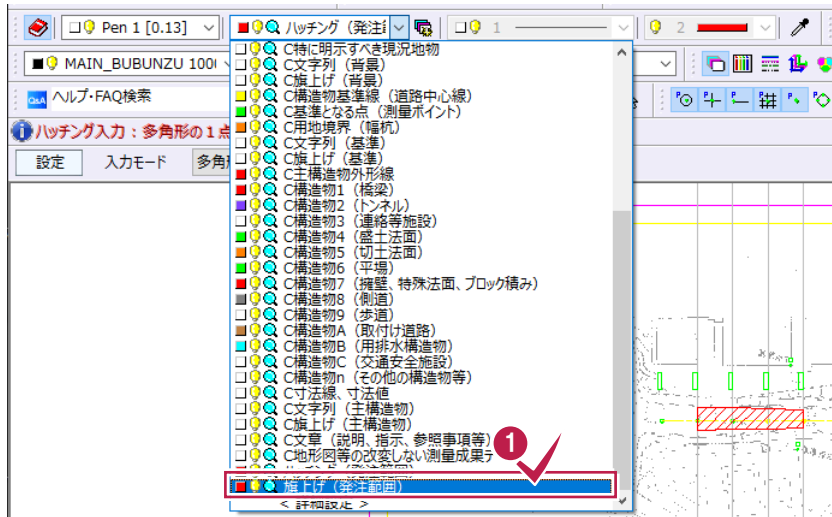 Pen 1 [0.13]
ハッチング（発注範
1
2
MAIN_BUBUNZU 100
Q&A ヘルプ・FAQ検索
ハッチング入力：多角形の１点
設定 入力モード 多角
C特に明示すべき現況地物
C文字列（背景）
C旗上げ（背景）
C構造物基準線（道路中心線）
C基準となる点（測量ポイント）
C用地境界（幅杭）
C文字列（基準）
C旗上げ（基準）
C主構造物外形線
C構造物1（橋梁）
C構造物2（トンネル）
C構造物3（連絡等施設）
C構造物4（盛土法面）
C構造物5（切土法面）
C構造物6（平場）
C構造物7（擁壁、特殊法面、ブロック積み）
C構造物8（側道）
C構造物9（歩道）
C構造物A（取付け道路）
C構造物B（用排水構造物）
C構造物C（交通安全施設）
C構造物n（その他の構造物等）
C寸法線、寸法値
C文字列（主構造物）
C旗上げ（主構造物）
C文章（説明、指示、参照事項等）
C地形図等の改変しない測量成果デ
ハッチング（発注範囲）
旗上げ（発注範囲）
< 詳細設定 >
1